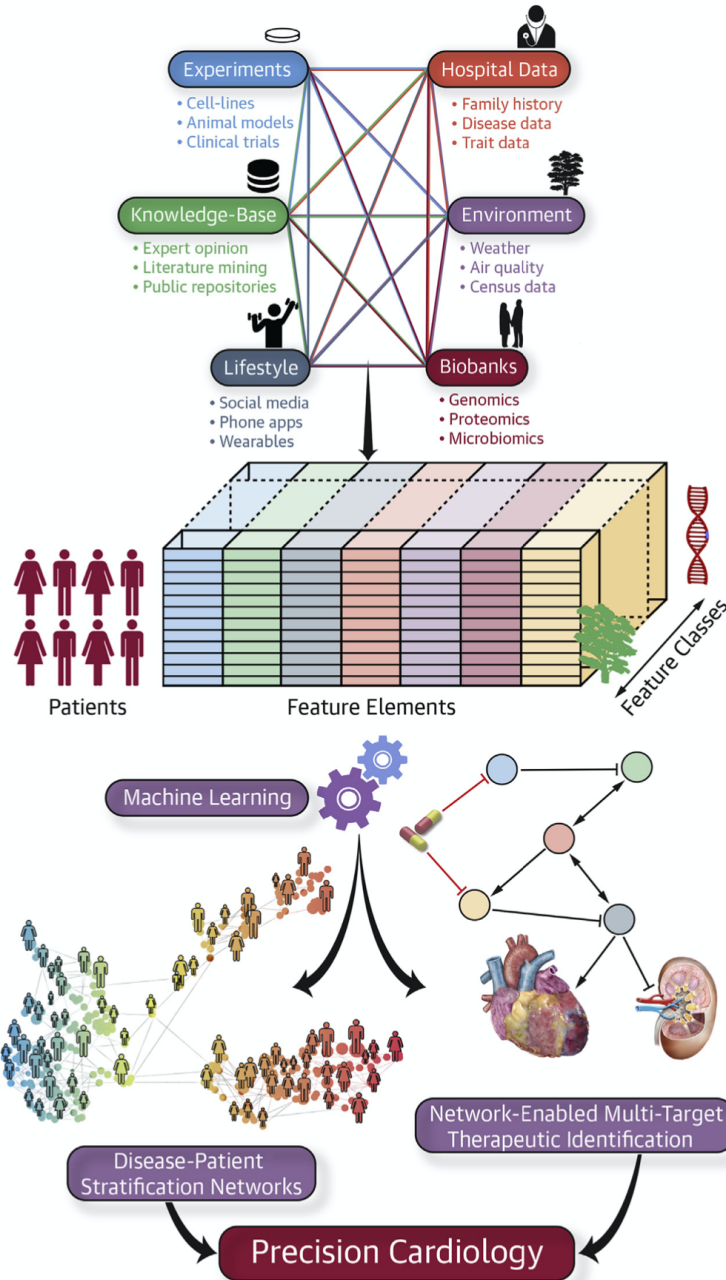 Experiments
Hospital Data
• Cell-lines
• Animal models
• Clinical trials
• Family history
• Disease data
• Trait data
Knowledge-Base
Environment
• Expert opinion
• Literature mining
• Public repositories
• Weather
• Air quality
• Census data
Lifestyle
Biobanks
• Social media
• Phone apps
• Wearables
• Genomics
• Proteomics
• Microbiomics
Patients
Feature Elements
Feature Classes
Machine Learning
Network-Enabled Multi-Target
Therapeutic Identification
Disease-Patient
Stratification Networks
Precision Cardiology